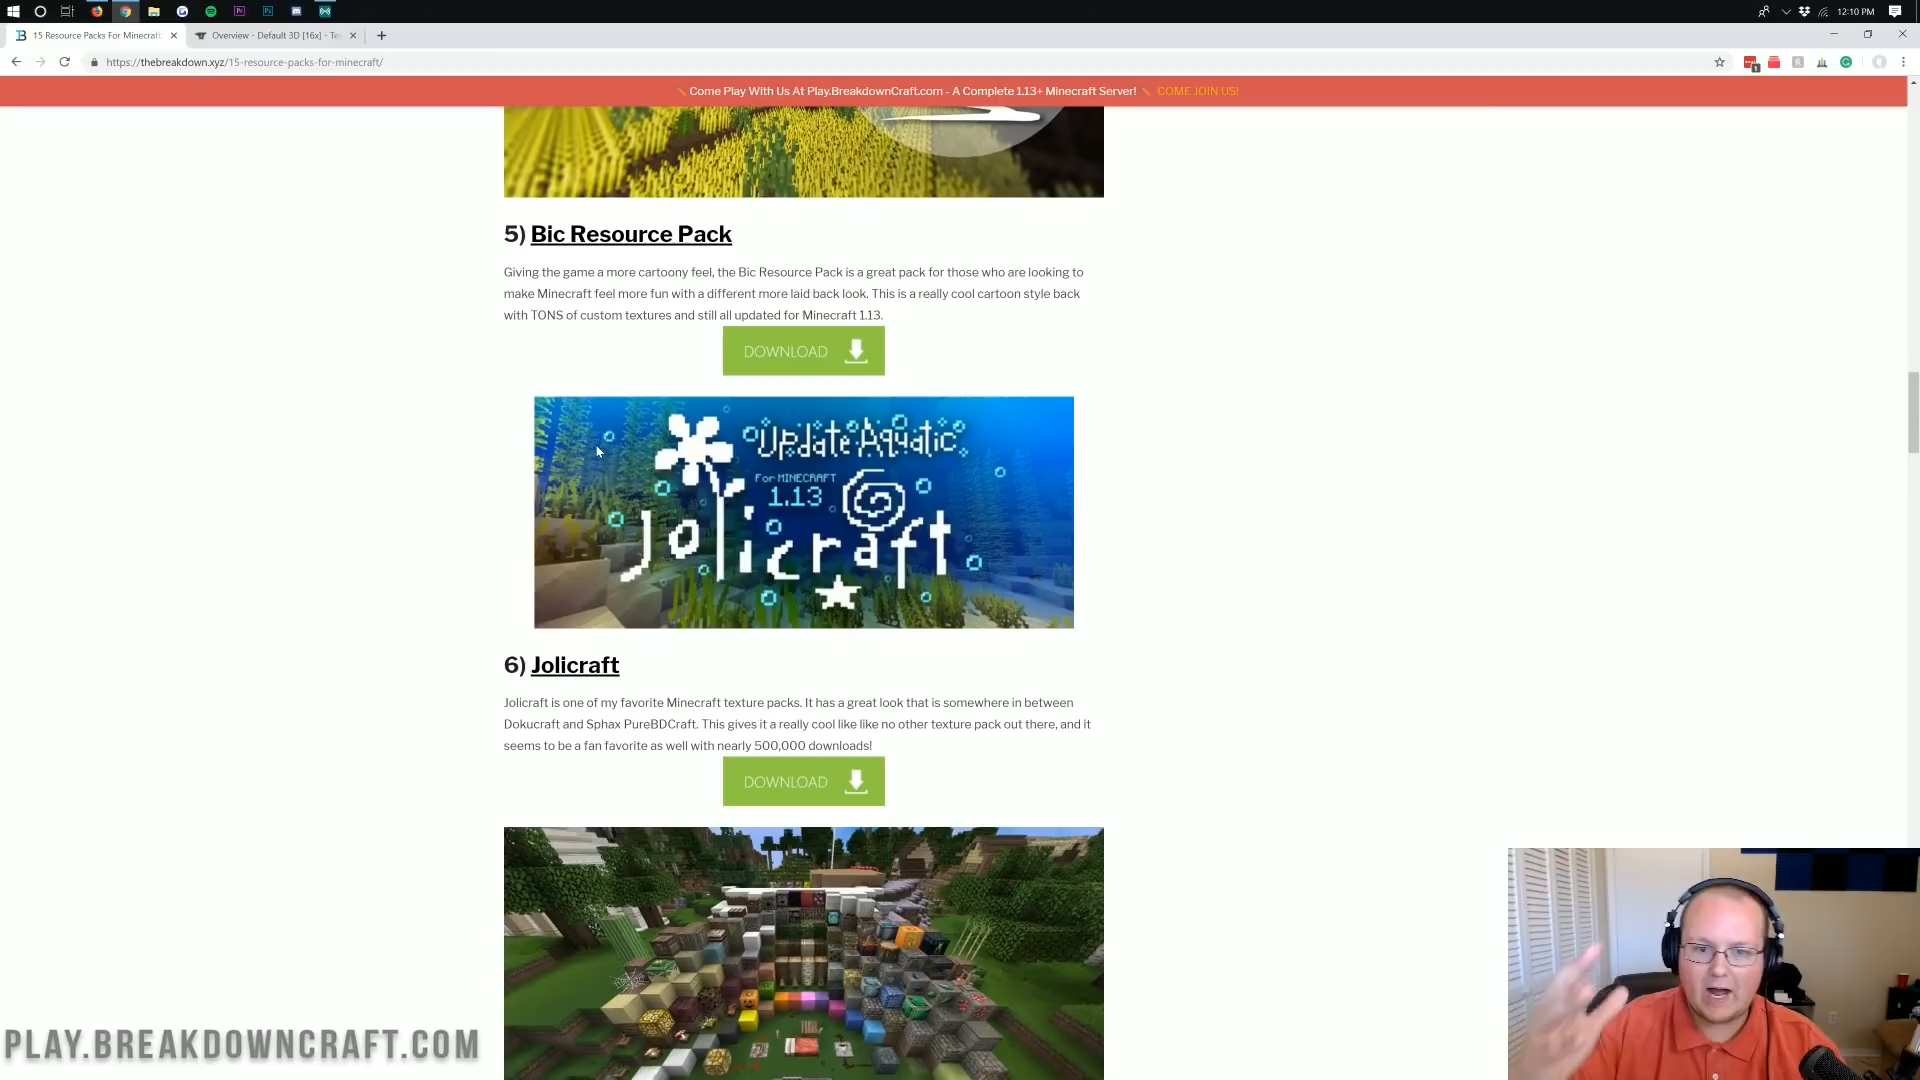 12:10 PM
15 Resource Packs For Minecraft
Overview - Default 3D [16x] - Te
https://thebreakdown.xyz/15-resource-packs-for-minecraft/
Come Play With Us At Play.BreakdownCraft.com - A Complete 1.13+ Minecraft Server! COME JOIN US!
5) Bic Resource Pack
Giving the game a more cartoony feel, the Bic Resource Pack is a great pack for those who are looking to
make Minecraft feel more fun with a different more laid back look. This is a really cool cartoon style back
with TONS of custom textures and still all updated for Minecraft 1.13.
DOWNLOAD
Update Aquatic
For MINECRAFT
1.13
Jolicraft
6) Jolicraft
Jolicraft is one of my favorite Minecraft texture packs. It has a great look that is somewhere in between
Dokucraft and Sphax PureBDCraft. This gives it a really cool like like no other texture pack out there, and it
seems to be a fan favorite as well with nearly 500,000 downloads!
DOWNLOAD
PLAY.BREAKDOWNCRAFT.COM